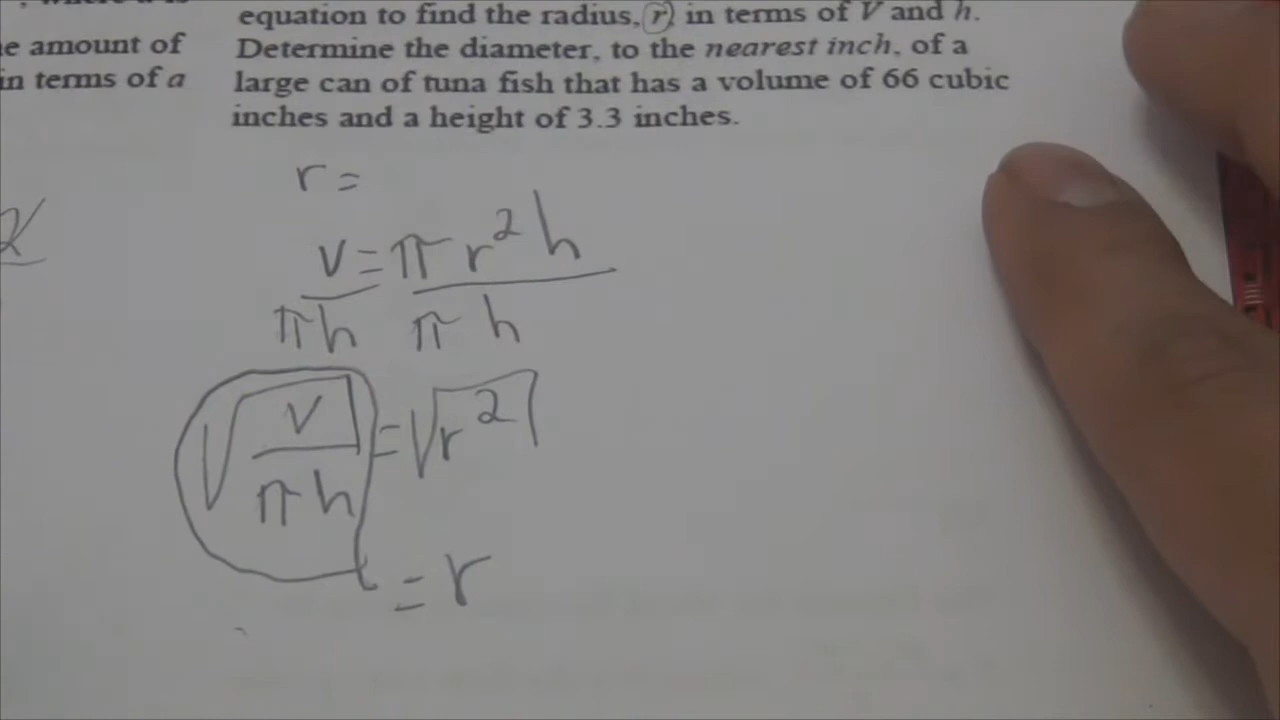 equation to find the radius, r, in terms of V and h.
e amount of
Determine the diameter, to the nearest inch, of a
in terms of a
large can of tuna fish that has a volume of 66 cubic
inches and a height of 3.3 inches.
r =
V = π r² h
πh π h
√V/πh = √r²
= r